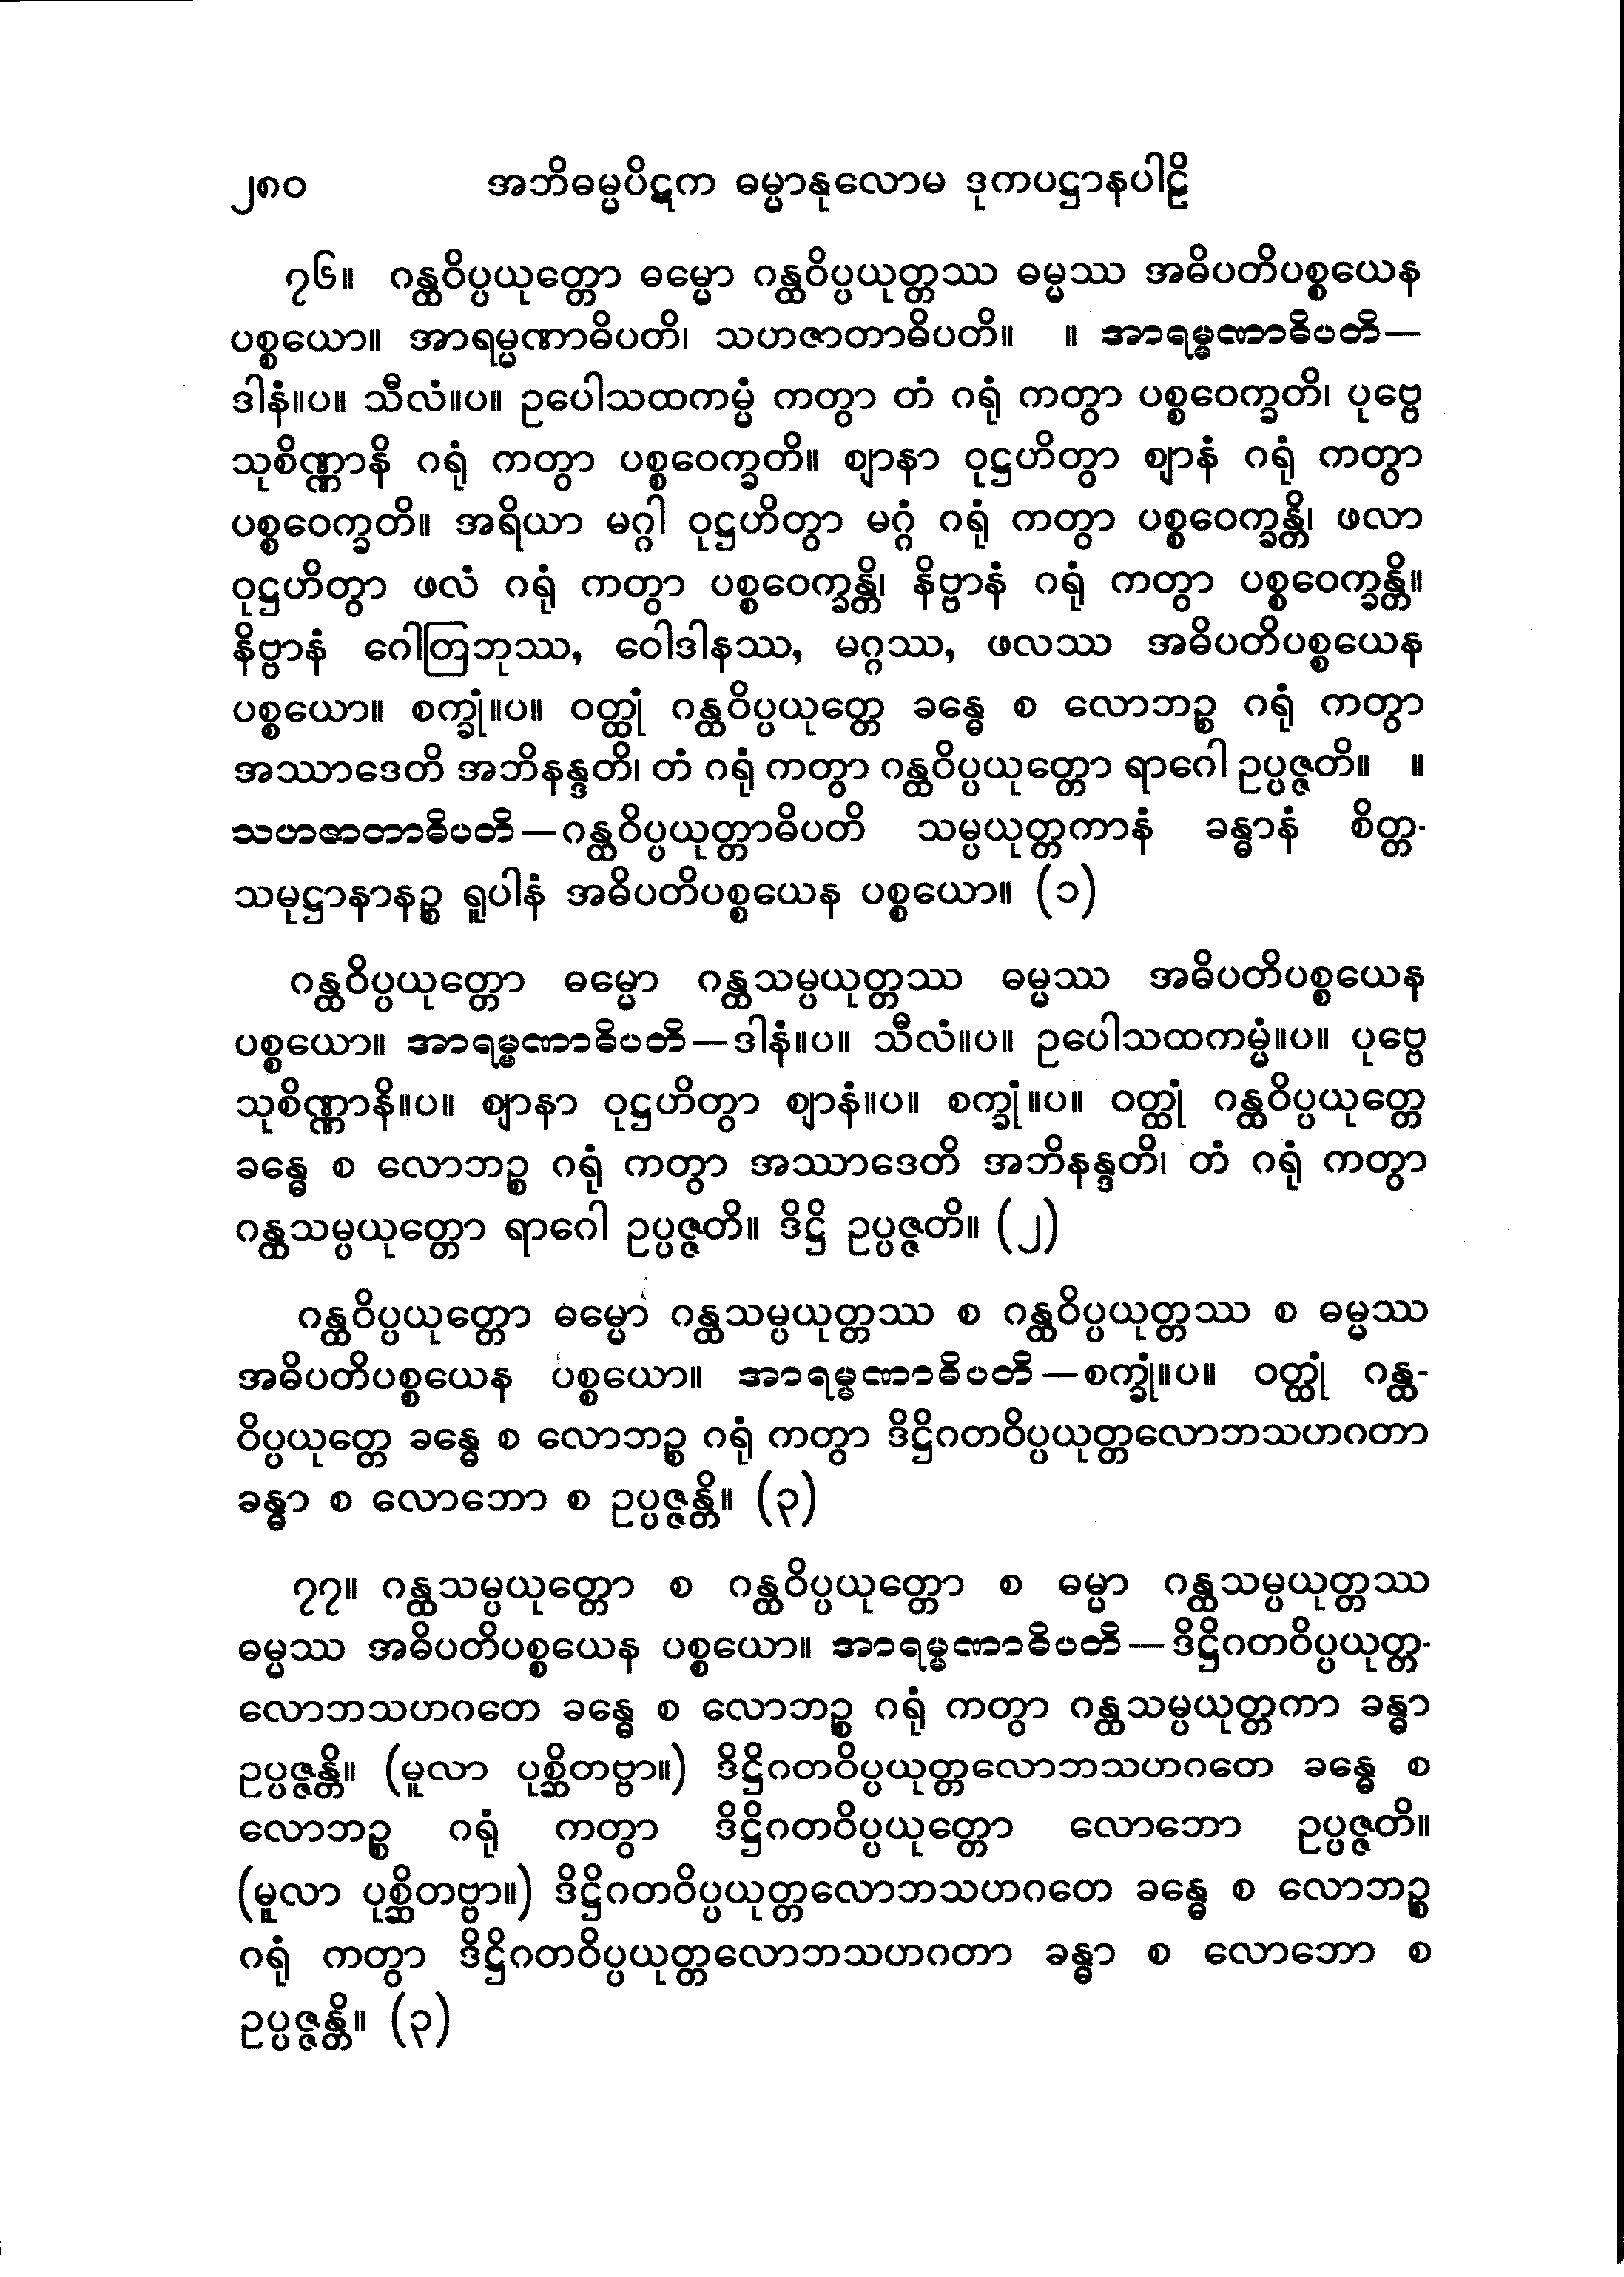 ၂၈၀ အဘိဓမ္မပိဋက ဓမ္မာနုလောမ ဒုကပဋ္ဌာနပါဠိ
၇၆။ ဂန္ထဝိပ္ပယုတ္တော ဓမ္မော ဂန္ထဝိပ္ပယုတ္တဿ ဓမ္မဿ အဓိပတိပစ္စယေန
ပစ္စယော။ အာရမ္မဏာဓိပတိ၊ သဟဇာတာဓိပတိ။ ။ အာရမ္မဏာဓိပတိ—
ဒါနံ။ပ။ သီလံ။ပ။ ဥပေါသထကမ္မံ ကတွာ တံ ဂရုံ ကတွာ ပစ္စဝေက္ခတိ၊ ပုဗ္ဗေ
သုစိဏ္ဏာနိ ဂရုံ ကတွာ ပစ္စဝေက္ခတိ။ ဈာနာ ဝုဋ္ဌဟိတွာ ဈာနံ ဂရုံ ကတွာ
ပစ္စဝေက္ခတိ။ အရိယာ မဂ္ဂါ ဝုဋ္ဌဟိတွာ မဂ္ဂံ ဂရုံ ကတွာ ပစ္စဝေက္ခန္တိ၊ ဖလာ
ဝုဋ္ဌဟိတွာ ဖလံ ဂရုံ ကတွာ ပစ္စဝေက္ခန္တိ၊ နိဗ္ဗာနံ ဂရုံ ကတွာ ပစ္စဝေက္ခန္တိ။
နိဗ္ဗာနံ ဂေါတြဘုဿ, ဝေါဒါနဿ, မဂ္ဂဿ, ဖလဿ အဓိပတိပစ္စယေန
ပစ္စယော။ စက္ခုံ။ပ။ ဝတ္ထုံ ဂန္ထဝိပ္ပယုတ္တေ ခန္ဓေ စ လောဘဉ္စ ဂရုံ ကတွာ
အဿာဒေတိ အဘိနန္ဒတိ၊ တံ ဂရုံ ကတွာ ဂန္ထဝိပ္ပယုတ္တော ရာဂေါ ဥပ္ပဇ္ဇတိ။ ။
သဟဇာတာဓိပတိ—ဂန္ထဝိပ္ပယုတ္တာဓိပတိ သမ္ပယုတ္တကာနံ ခန္ဓာနံ စိတ္တ-
သမုဋ္ဌာနာနဉ္စ ရူပါနံ အဓိပတိပစ္စယေန ပစ္စယော။ (၁)
ဂန္ထဝိပ္ပယုတ္တော ဓမ္မော ဂန္ထသမ္ပယုတ္တဿ ဓမ္မဿ အဓိပတိပစ္စယေန
ပစ္စယော။ အာရမ္မဏာဓိပတိ—ဒါနံ။ပ။ သီလံ။ပ။ ဥပေါသထကမ္မံ။ပ။ ပုဗ္ဗေ
သုစိဏ္ဏာနိ။ပ။ ဈာနာ ဝုဋ္ဌဟိတွာ ဈာနံ။ပ။ စက္ခုံ။ပ။ ဝတ္ထုံ ဂန္ထဝိပ္ပယုတ္တေ
ခန္ဓေ စ လောဘဉ္စ ဂရုံ ကတွာ အဿာဒေတိ အဘိနန္ဒတိ၊ တံ ဂရုံ ကတွာ
ဂန္ထသမ္ပယုတ္တော ရာဂေါ ဥပ္ပဇ္ဇတိ။ ဒိဋ္ဌိ ဥပ္ပဇ္ဇတိ။ (၂)
ဂန္ထဝိပ္ပယုတ္တော ဓမ္မော ဂန္ထသမ္ပယုတ္တဿ စ ဂန္ထဝိပ္ပယုတ္တဿ စ ဓမ္မဿ
အဓိပတိပစ္စယေန ပစ္စယော။ အာရမ္မဏာဓိပတိ—စက္ခုံ။ပ။ ဝတ္ထုံ ဂန္ထ-
ဝိပ္ပယုတ္တေ ခန္ဓေ စ လောဘဉ္စ ဂရုံ ကတွာ ဒိဋ္ဌိဂတဝိပ္ပယုတ္တလောဘသဟဂတာ
ခန္ဓာ စ လောဘော စ ဥပ္ပဇ္ဇန္တိ။ (၃)
၇၇။ ဂန္ထသမ္ပယုတ္တော စ ဂန္ထဝိပ္ပယုတ္တော စ ဓမ္မာ ဂန္ထသမ္ပယုတ္တဿ
ဓမ္မဿ အဓိပတိပစ္စယေန ပစ္စယော။ အာရမ္မဏာဓိပတိ—ဒိဋ္ဌိဂတဝိပ္ပယုတ္တ-
လောဘသဟဂတေ ခန္ဓေ စ လောဘဉ္စ ဂရုံ ကတွာ ဂန္ထသမ္ပယုတ္တကာ ခန္ဓာ
ဥပ္ပဇ္ဇန္တိ။ (မူလာ ပုစ္ဆိတဗ္ဗာ။) ဒိဋ္ဌိဂတဝိပ္ပယုတ္တလောဘသဟဂတေ ခန္ဓေ စ
လောဘဉ္စ ဂရုံ ကတွာ ဒိဋ္ဌိဂတဝိပ္ပယုတ္တော လောဘော ဥပ္ပဇ္ဇတိ။
(မူလာ ပုစ္ဆိတဗ္ဗာ။) ဒိဋ္ဌိဂတဝိပ္ပယုတ္တလောဘသဟဂတေ ခန္ဓေ စ လောဘဉ္စ
ဂရုံ ကတွာ ဒိဋ္ဌိဂတဝိပ္ပယုတ္တလောဘသဟဂတာ ခန္ဓာ စ လောဘော စ
ဥပ္ပဇ္ဇန္တိ။ (၃)